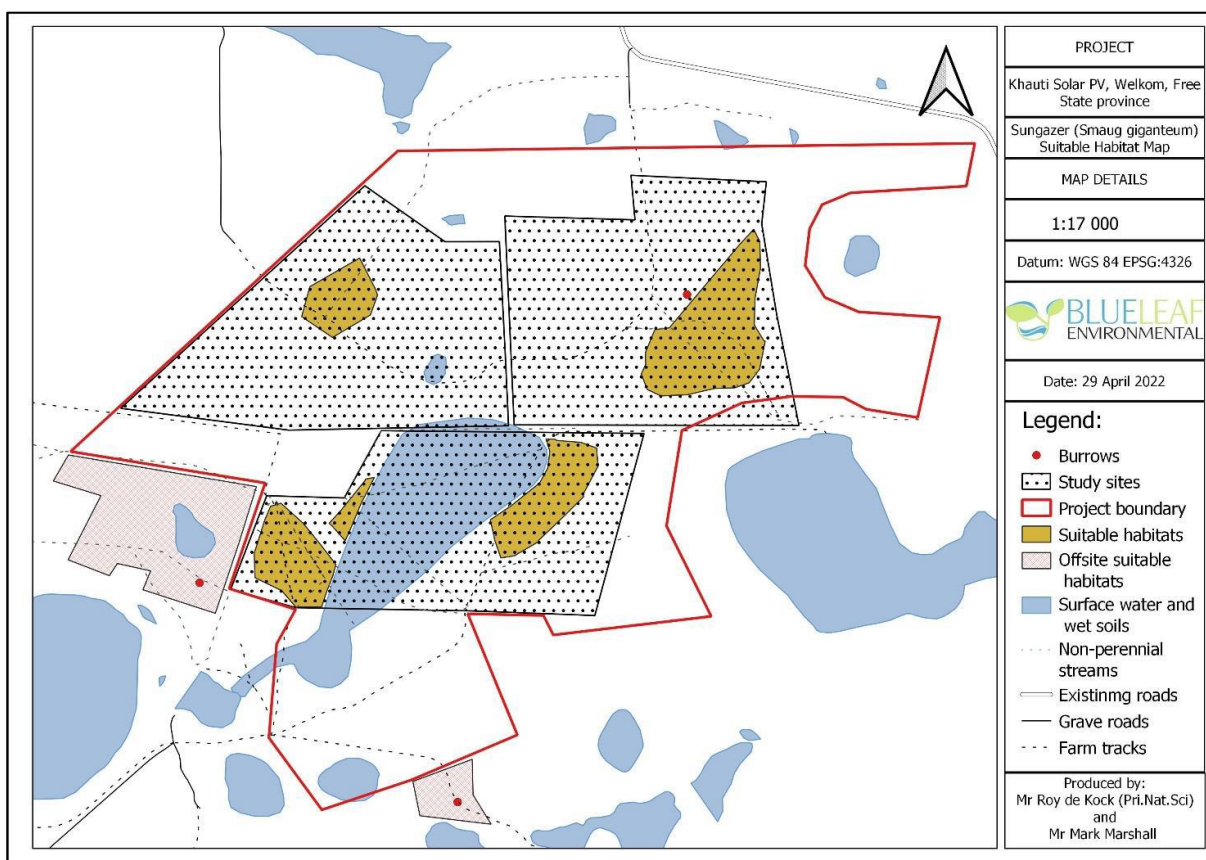 PROJECT
Khauti Solar PV, Welkom, Free
State province
Sungazer (Smaug giganteum)
Suitable Habitat Map
MAP DETAILS
1:17 000
Datum: WGS 84 EPSG:4326
BLUELEAF
ENVIRONMENTAL
Date: 29 April 2022
Legend:
Burrows
Study sites
Project boundary
Suitable habitats
Offsite suitable
habitats
Surface water and
wet soils
Non-perennial
streams
Existinmg roads
Grave roads
Farm tracks
Produced by:
Mr Roy de Kock (Pri.Nat.Sci)
and
Mr Mark Marshall